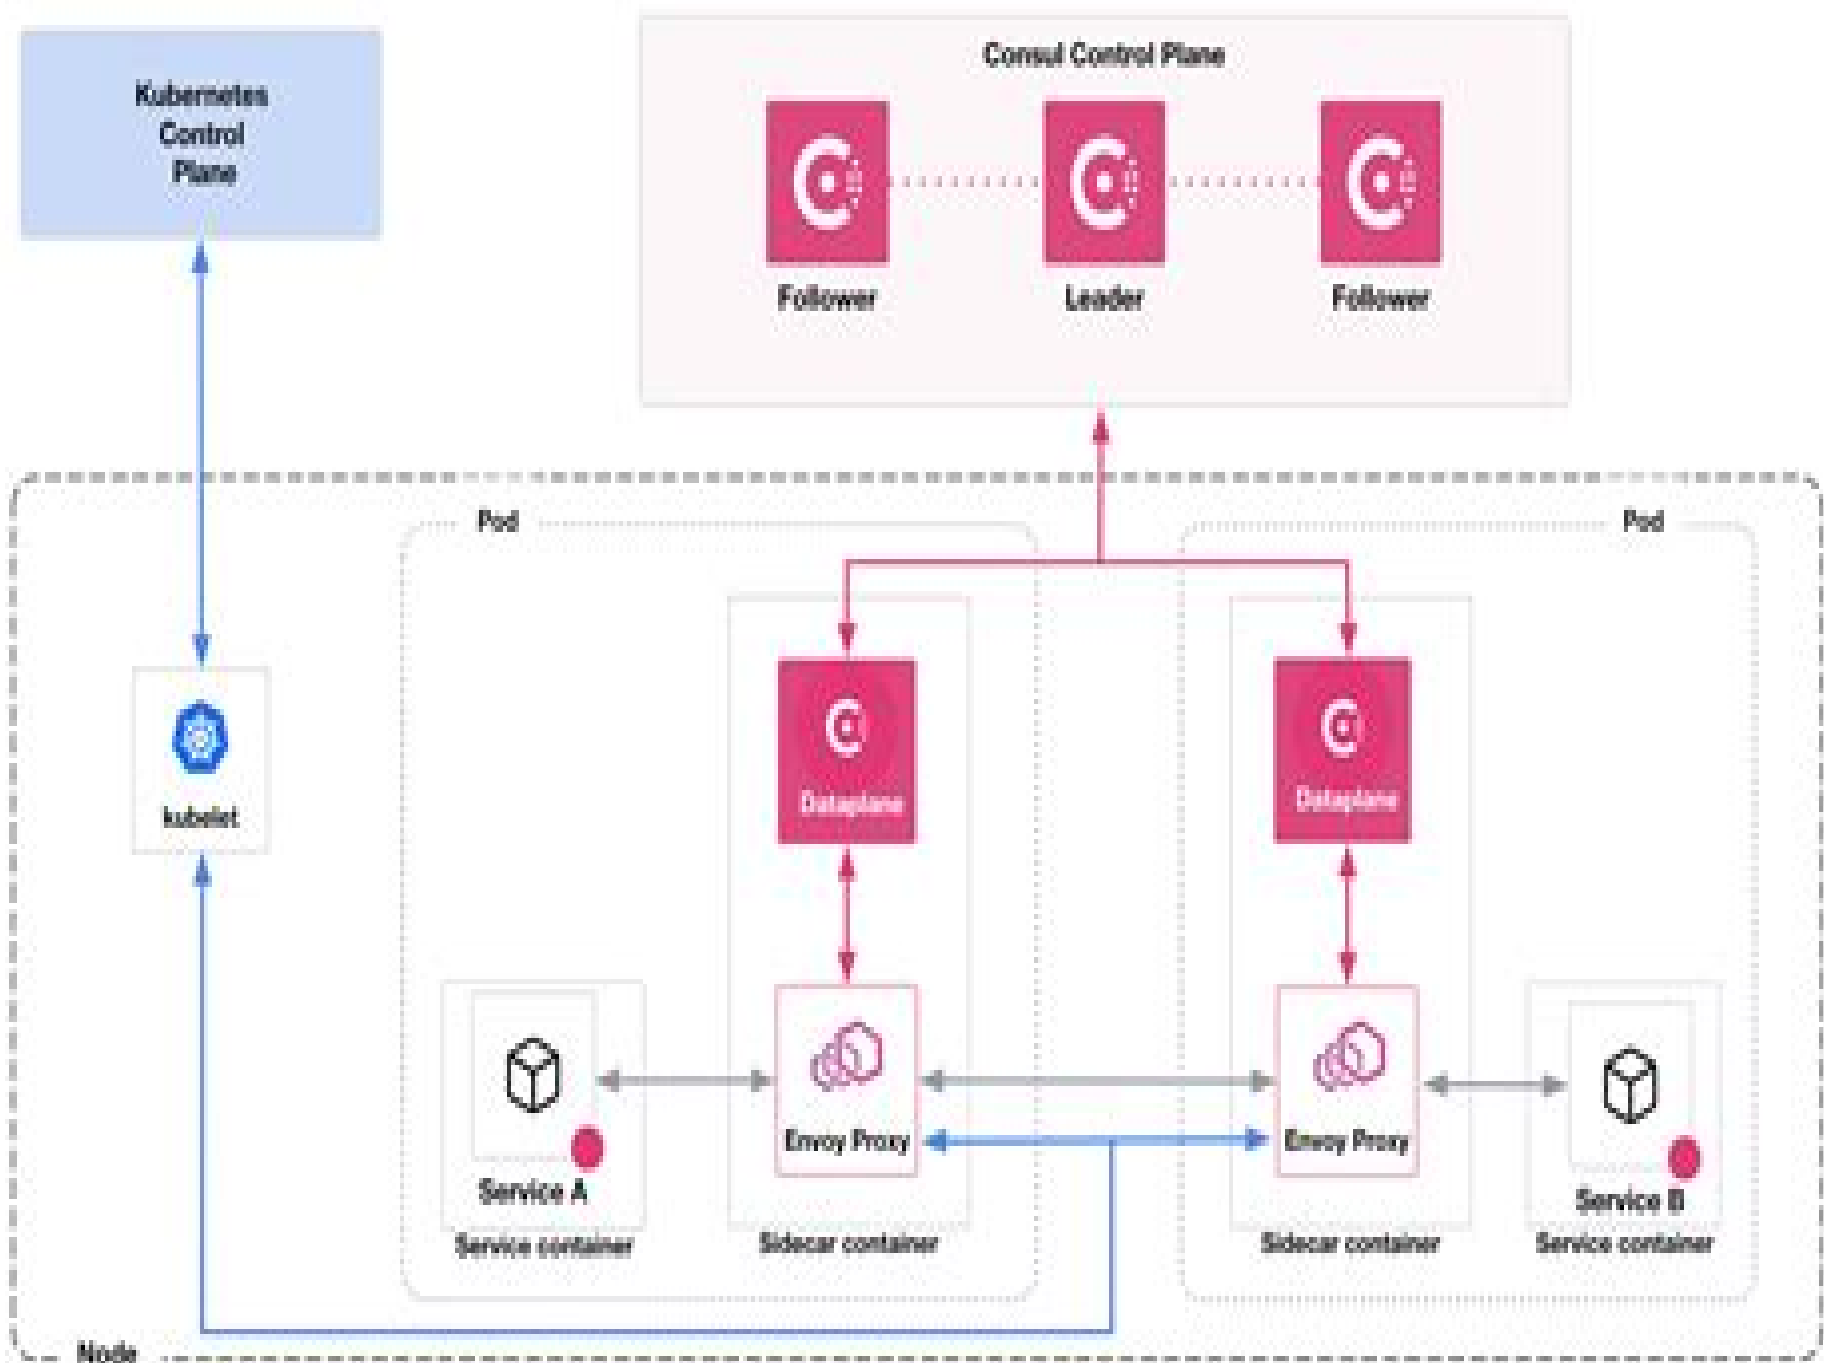 Kubernetes
Control
Plane
Consul Control Plane
Follower
Leader
Follower
Pod
Pod
kubelet
Dataplane
Dataplane
Envoy Proxy
Envoy Proxy
Service A
Service B
Service container
Sidecar container
Sidecar container
Service container
Node